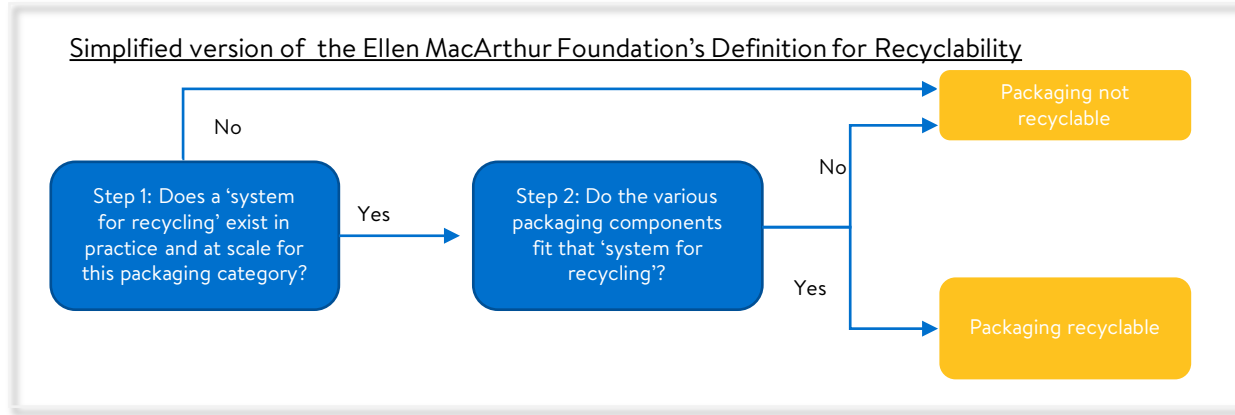 Simplified version of the Ellen MacArthur Foundation’s Definition for Recyclability
Packaging not
recyclable
No
No
Step 1: Does a ‘system
for recycling’ exist in
practice and at scale for
this packaging category?
Yes
Step 2: Do the various
packaging components
fit that ‘system for
recycling’?
Yes
Packaging recyclable